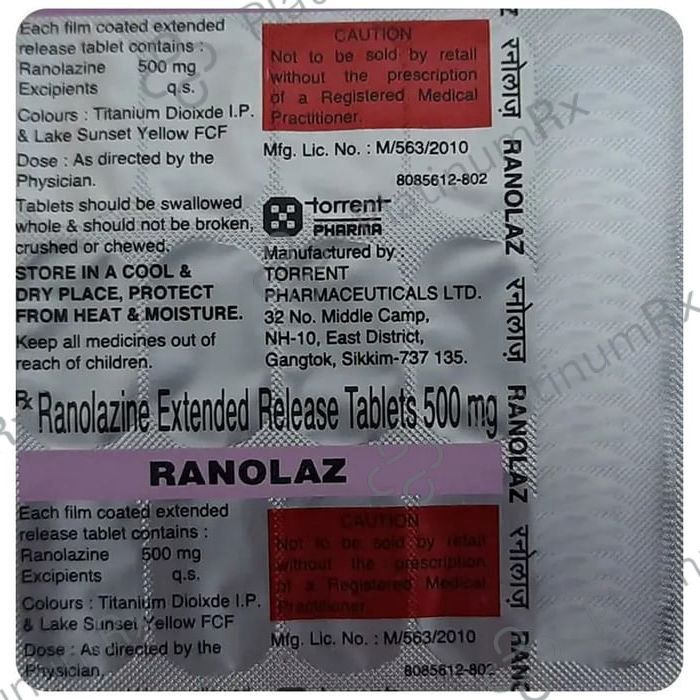 Each film coated extended
release tablet contains :
Ranolazine 500 mg
Excipients q.s.
Colours : Titanium Dioixde I.P.
& Lake Sunset Yellow FCF
Dose : As directed by the
Physician.
Tablets should be swallowed
whole & should not be broken,
crushed or chewed.
STORE IN A COOL &
DRY PLACE, PROTECT
FROM HEAT & MOISTURE.
Keep all medicines out of
reach of children.
CAUTION
Not to be sold by retail
without the prescription
of a Registered Medical
Practitioner.
Mfg. Lic. No. : M/563/2010
8085612-802
torrent
PHARMA
Manufactured by :
TORRENT
PHARMACEUTICALS LTD.
32 No. Middle Camp,
NH-10, East District,
Gangtok, Sikkim-737 135.
Rx Ranolazine Extended Release Tablets 500 mg
RANOLAZ
Each film coated extended
release tablet contains :
Ranolazine 500 mg
Excipients q.s.
Colours : Titanium Dioixde I.P.
& Lake Sunset Yellow FCF
Dose : As directed by the
Physician.
CAUTION
Not to be sold by retail
without the prescription
of a Registered Medical
Practitioner.
Mfg. Lic. No. : M/563/2010
8085612-802
रनोलाज़ RANOLAZ रनोलाज़ RANOLAZ रनोलाज़
PlatinumRx
PlatinumRx
PlatinumRx